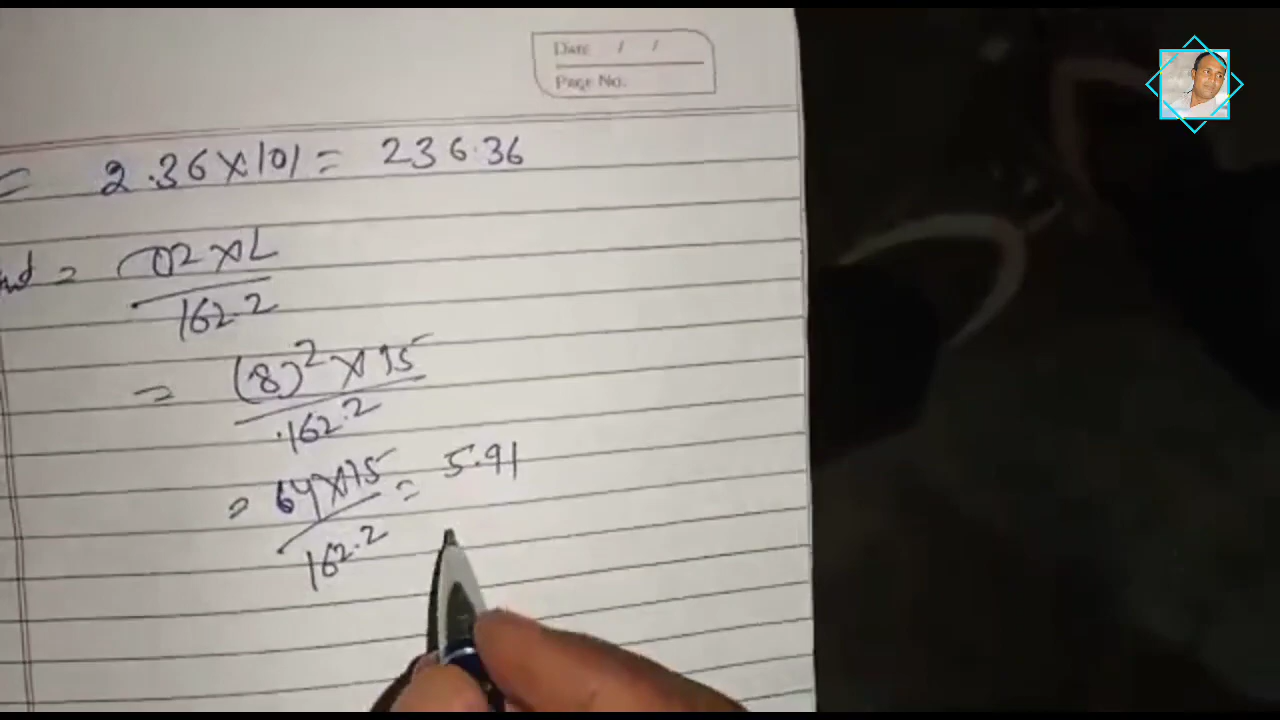 Date / /
Page No.
= 2.36 × 101 = 236.36
= D2 × L
162.2
= (8)² × 15
162.2
= 64 × 15 = 5.91
162.2